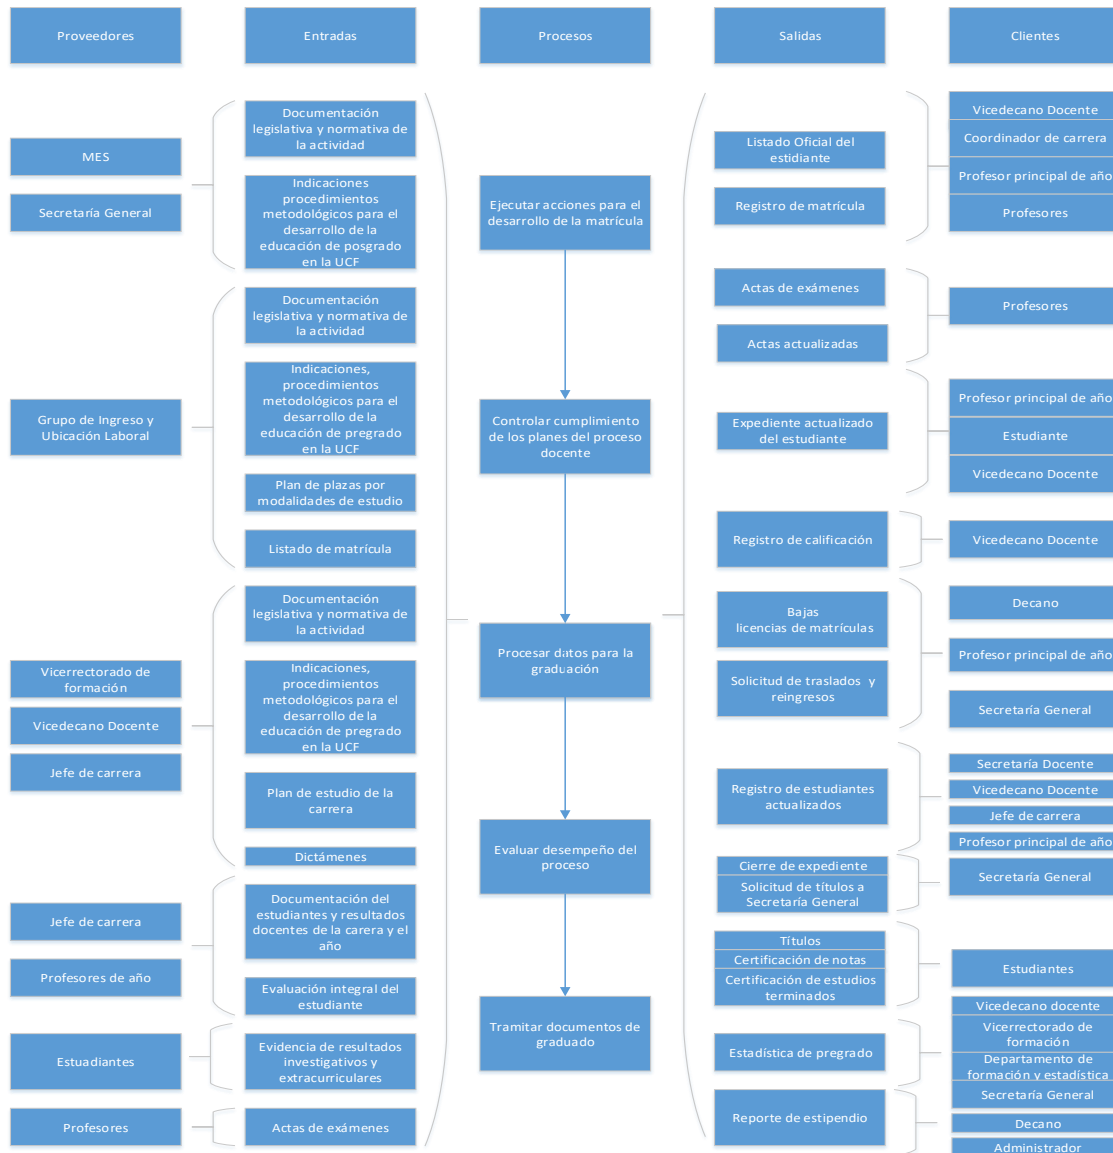 Proveedores
Entradas
Procesos
Salidas
Clientes
MES
Secretaría General
Grupo de Ingreso y
Ubicación Laboral
Vicerrectorado de
formación
Vicedecano Docente
Jefe de carrera
Jefe de carrera
Profesores de año
Estuadiantes
Profesores
Documentación
legislativa y normativa de
la actividad
Indicaciones
procedimientos
metodológicos para el
desarrollo de la
educación de posgrado
en la UCF
Documentación
legislativa y normativa de
la actividad
Indicaciones,
procedimientos
metodológicos para el
desarrollo de la
educación de pregrado
en la UCF
Plan de plazas por
modalidades de estudio
Listado de matrícula
Documentación
legislativa y normativa de
la actividad
Indicaciones,
procedimientos
metodológicos para el
desarrollo de la
educación de pregrado
en la UCF
Plan de estudio de la
carrera
Dictámenes
Documentación del
estudiantes y resultados
docentes de la carera y el
año
Evaluación integral del
estudiante
Evidencia de resultados
investigativos y
extracurriculares
Actas de exámenes
Ejecutar acciones para el
desarrollo de la matrícula
Controlar cumplimiento
de los planes del proceso
docente
Procesar datos para la
graduación
Evaluar desempeño del
proceso
Tramitar documentos de
graduado
Listado Oficial del
estidiante
Registro de matrícula
Actas de exámenes
Actas actualizadas
Expediente actualizado
del estudiante
Registro de calificación
Bajas
licencias de matrículas
Solicitud de traslados y
reingresos
Registro de estudiantes
actualizados
Cierre de expediente
Solicitud de títulos a
Secretaría General
Títulos
Certificación de notas
Certificación de estudios
terminados
Estadística de pregrado
Reporte de estipendio
Vicedecano Docente
Coordinador de carrera
Profesor principal de año
Profesores
Profesores
Profesor principal de año
Estudiante
Vicedecano Docente
Vicedecano Docente
Decano
Profesor principal de año
Secretaría General
Secretaría Docente
Vicedecano Docente
Jefe de carrera
Profesor principal de año
Secretaría General
Estudiantes
Vicedecano docente
Vicerrectorado de
formación
Departamento de
formación y estadística
Secretaría General
Decano
Administrador